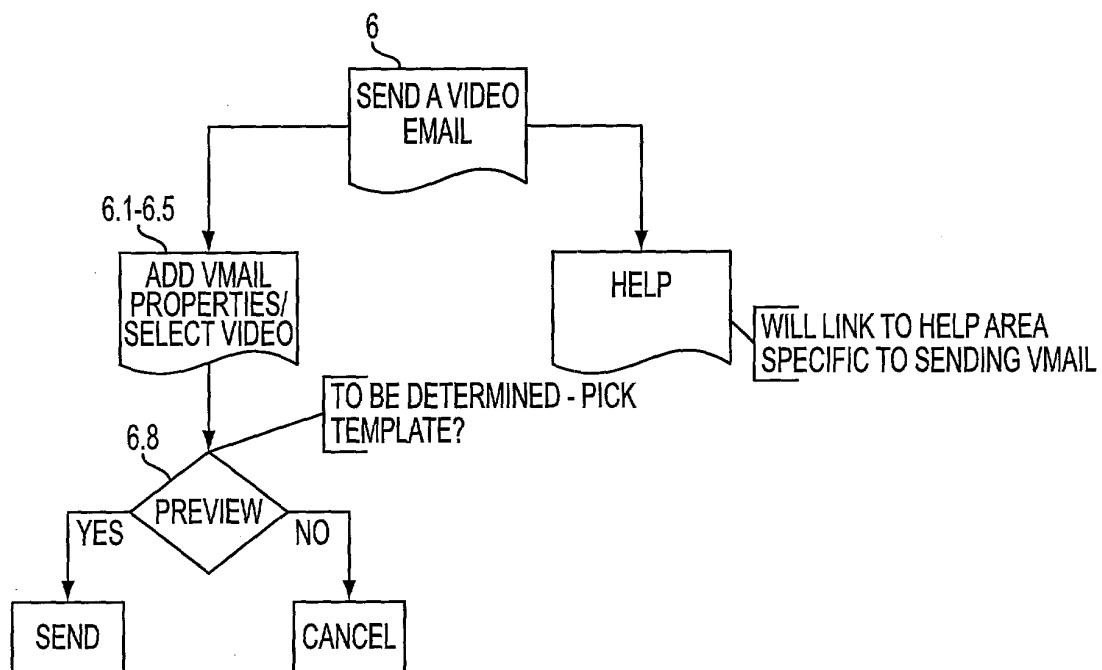 6
SEND A VIDEO
EMAIL
6.1-6.5
ADD VMAIL
PROPERTIES/
SELECT VIDEO
HELP
WILL LINK TO HELP AREA
SPECIFIC TO SENDING VMAIL
TO BE DETERMINED - PICK
TEMPLATE?
6.8
PREVIEW
YES
NO
SEND
CANCEL